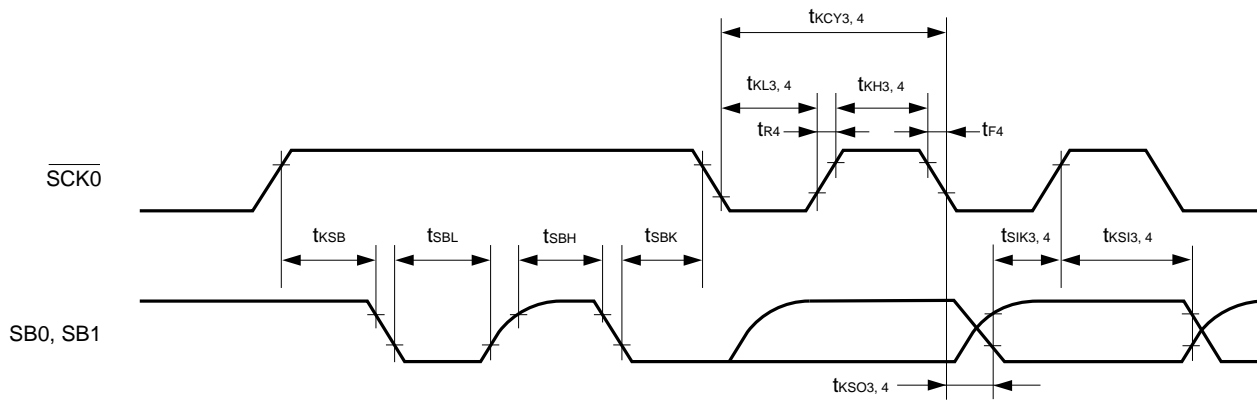 tKCY3, 4
tKL3, 4
tKH3, 4
tR4
tF4
SCK0
tKSB
tSBL
tSBH
tSBK
tSIK3, 4
tKSI3, 4
SB0, SB1
tKSO3, 4